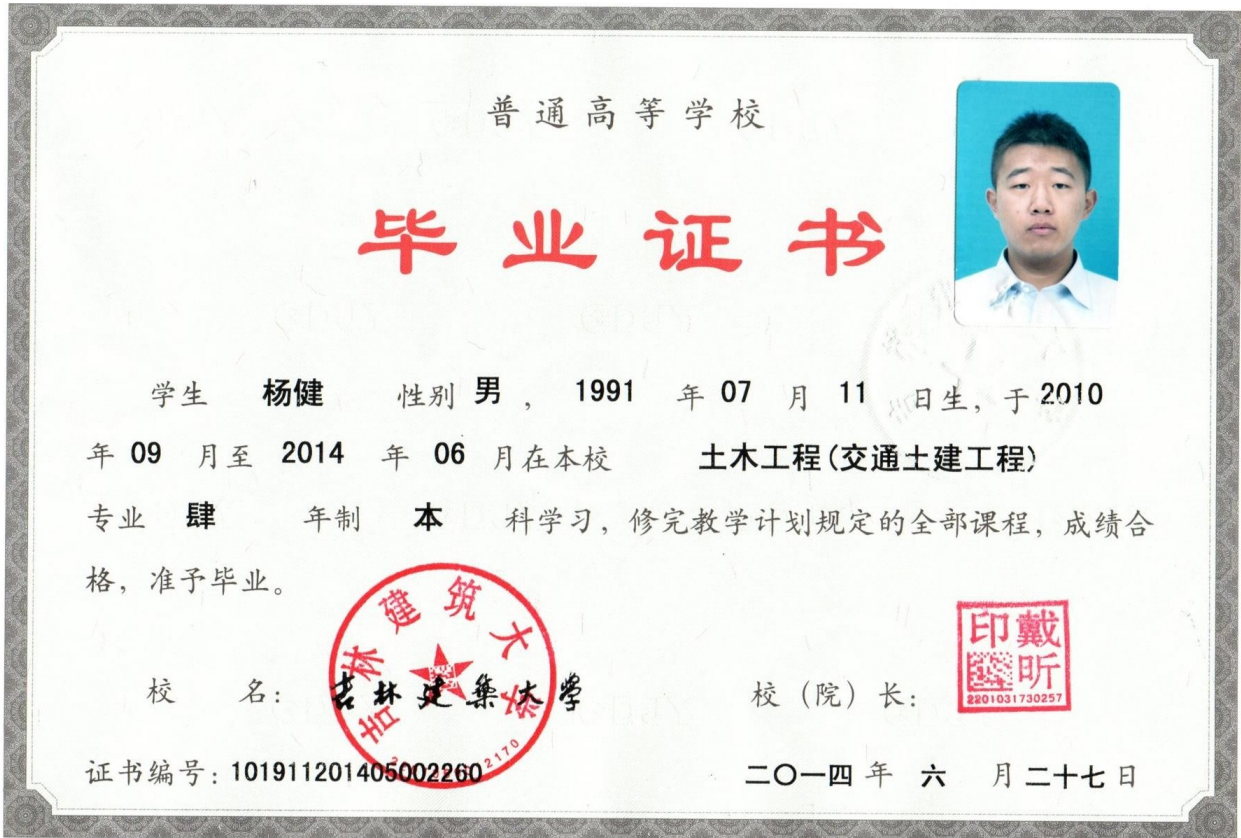 普通高等学校
毕业证书
学生 杨健 性别 男 ， 1991 年 07 月 11 日生，于 2010
年 09 月至 2014 年 06 月在本校 土木工程(交通土建工程)
专业 肆 年制 本 科学习，修完教学计划规定的全部课程，成绩合
格，准予毕业。
吉林建筑大学
校 名： 吉林建筑大学
校（院）长：
戴昕印
2201031730257
证书编号：101911201405002260
二〇一四 年 六 月 二十七 日